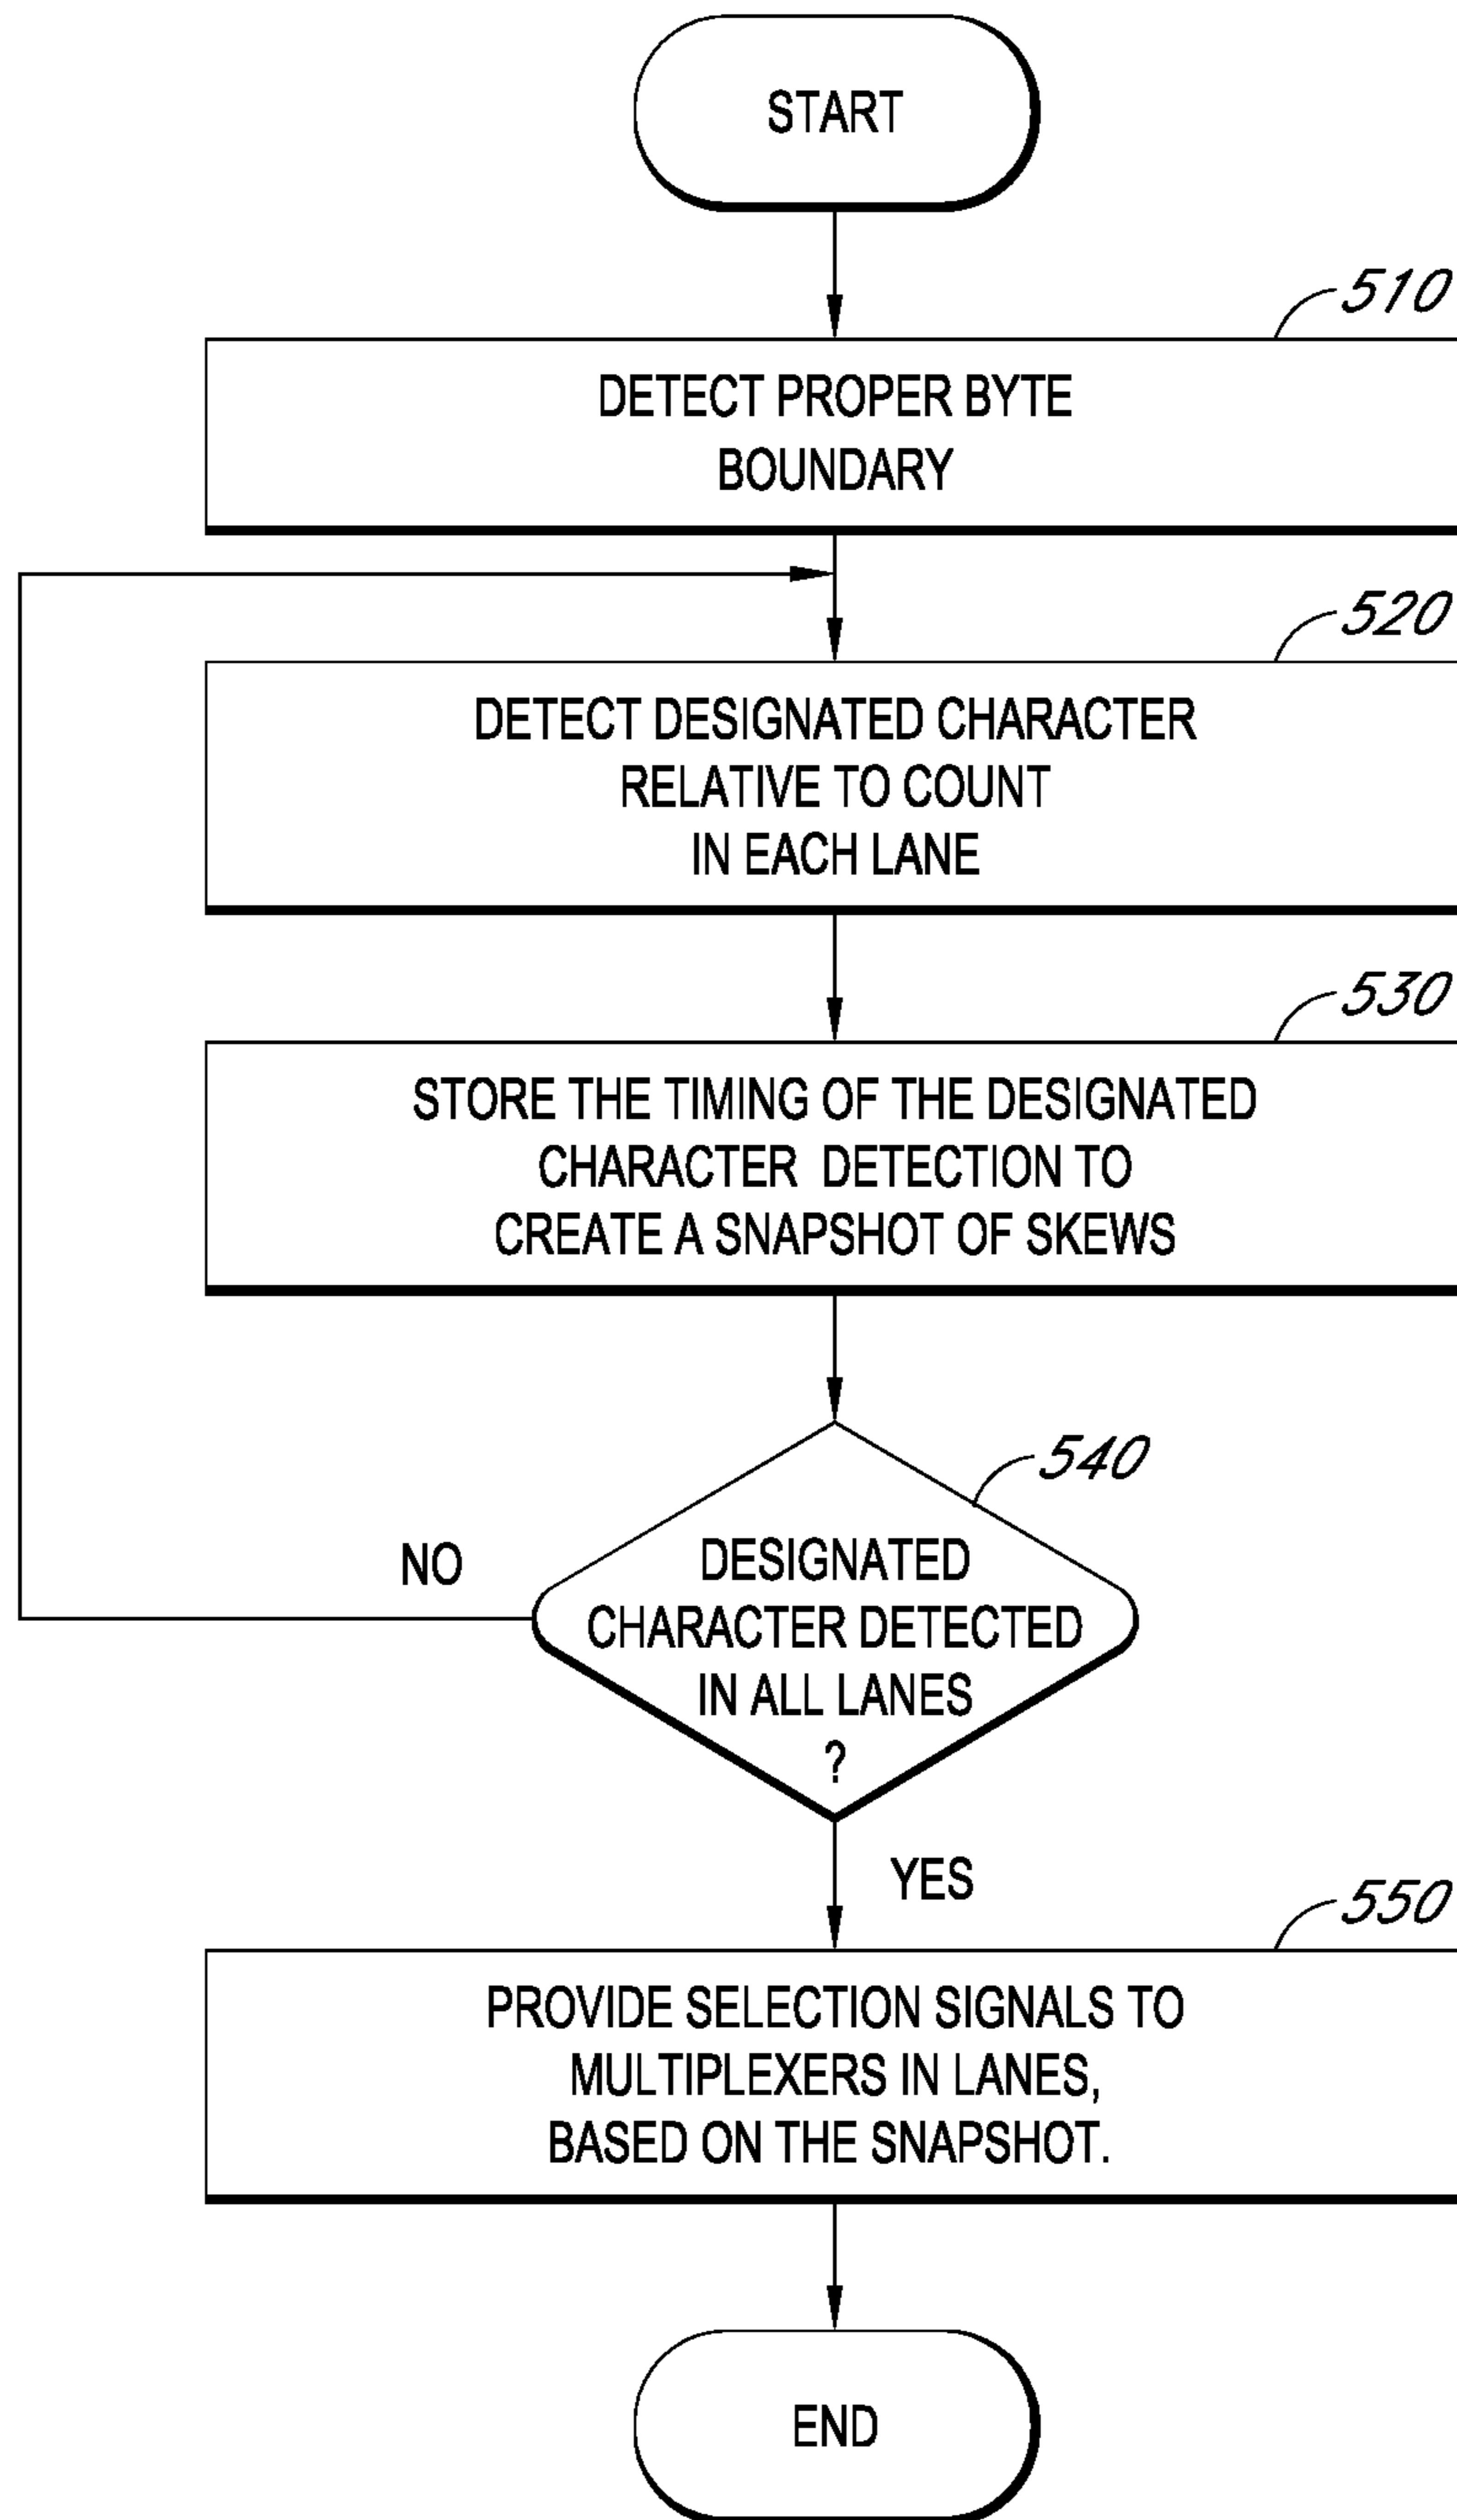 START
510
DETECT PROPER BYTE
BOUNDARY
520
DETECT DESIGNATED CHARACTER
RELATIVE TO COUNT
IN EACH LANE
530
STORE THE TIMING OF THE DESIGNATED
CHARACTER DETECTION TO
CREATE A SNAPSHOT OF SKEWS
540
NO
DESIGNATED
CHARACTER DETECTED
IN ALL LANES
?
YES
550
PROVIDE SELECTION SIGNALS TO
MULTIPLEXERS IN LANES,
BASED ON THE SNAPSHOT.
END